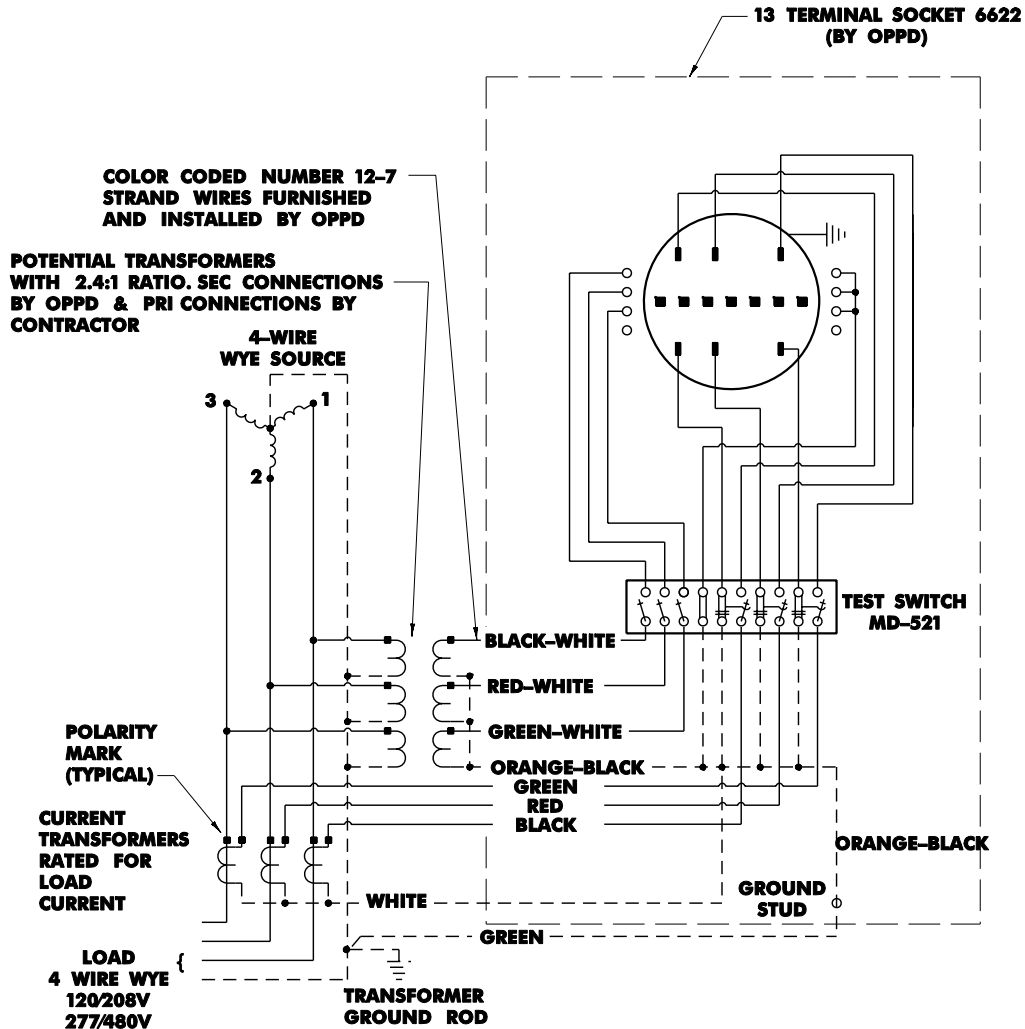 13 TERMINAL SOCKET 6622
(BY OPPD)
COLOR CODED NUMBER 12–7
STRAND WIRES FURNISHED
AND INSTALLED BY OPPD
POTENTIAL TRANSFORMERS
WITH 2.4:1 RATIO. SEC CONNECTIONS
BY OPPD & PRI CONNECTIONS BY
CONTRACTOR
4–WIRE
WYE SOURCE
3
1
2
TEST SWITCH
MD–521
BLACK–WHITE
RED–WHITE
GREEN–WHITE
ORANGE–BLACK
GREEN
RED
BLACK
POLARITY
MARK
(TYPICAL)
CURRENT
TRANSFORMERS
RATED FOR
LOAD
CURRENT
ORANGE–BLACK
WHITE
GROUND
STUD
GREEN
LOAD
4 WIRE WYE
120/208V
277/480V
{
TRANSFORMER
GROUND ROD